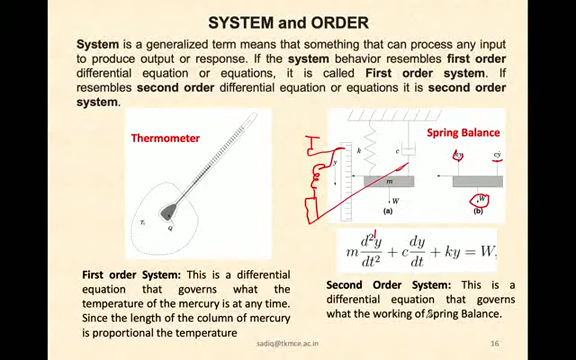 SYSTEM and ORDER
System is a generalized term means that something that can process any input
to produce output or response. If the system behavior resembles first order
differential equation or equations, it is called First order system. If
resembles second order differential equation or equations it is second order
system.
Thermometer
Spring Balance
k
c
y
ky
cẏ
m
W
W
(a)
(b)
T₁
Q
m d²y/dt² + c dy/dt + ky = W,
First order System: This is a differential
equation that governs what the
temperature of the mercury is at any time.
Since the length of the column of mercury
is proportional the temperature
Second Order System: This is a
differential equation that governs
what the working of Spring Balance.
sadiq@tkmce.ac.in
16